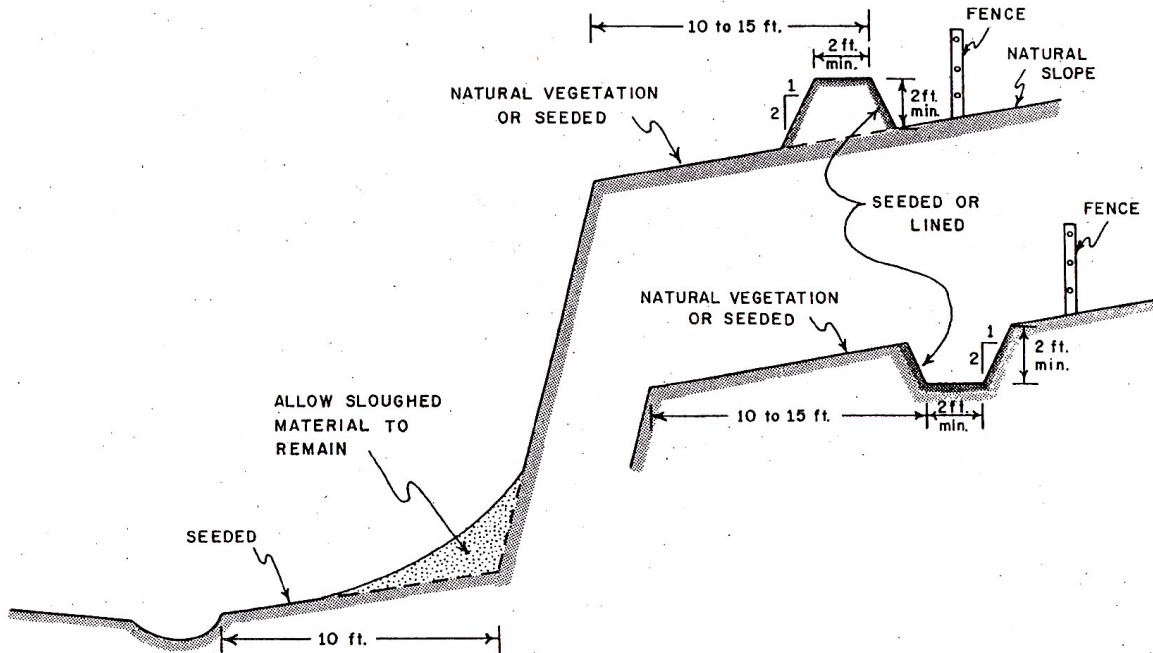 10 to 15 ft.
FENCE
2 ft.
min.
NATURAL
SLOPE
NATURAL VEGETATION
OR SEEDED
1
2
2 ft.
min.
SEEDED OR
LINED
FENCE
NATURAL VEGETATION
OR SEEDED
1
2
2 ft.
min.
10 to 15 ft.
2 ft.
min.
ALLOW SLOUGHED
MATERIAL TO
REMAIN
SEEDED
10 ft.